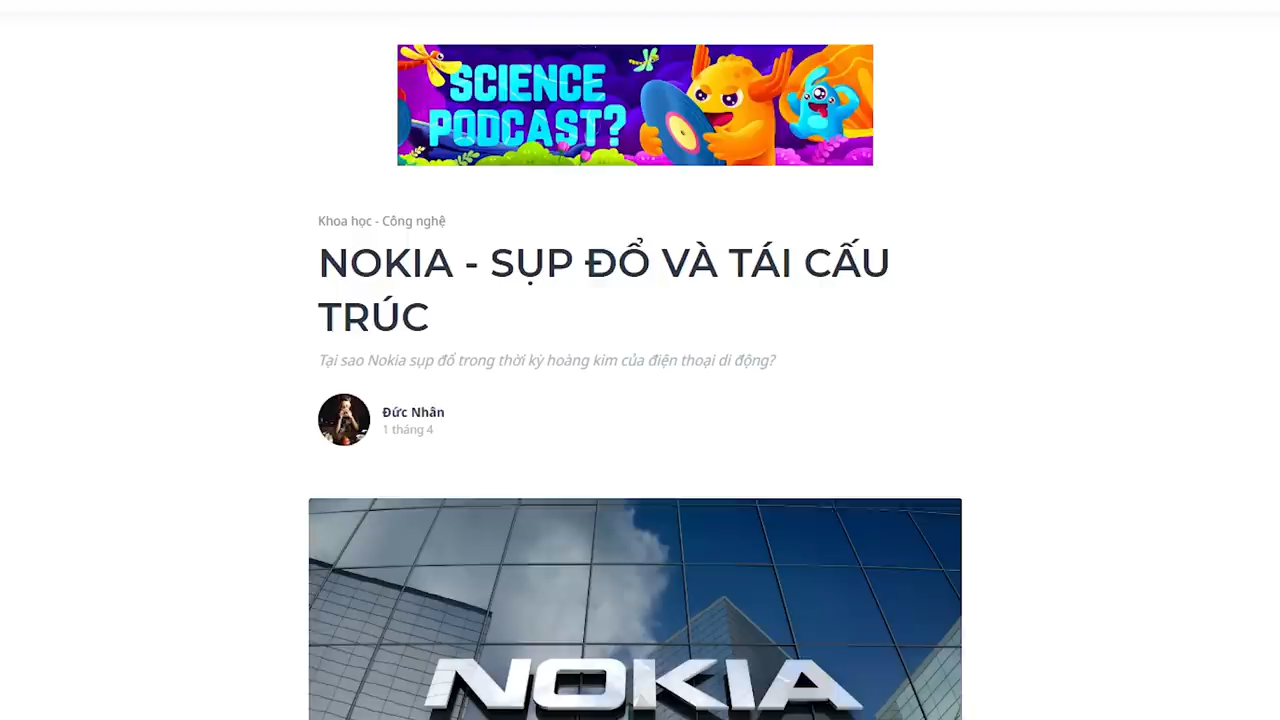 SCIENCE
PODCAST?
Khoa học - Công nghệ
NOKIA - SỤP ĐỔ VÀ TÁI CẤU
TRÚC
Tại sao Nokia sụp đổ trong thời kỳ hoàng kim của điện thoại di động?
Đức Nhân
1 tháng 4
NOKIA